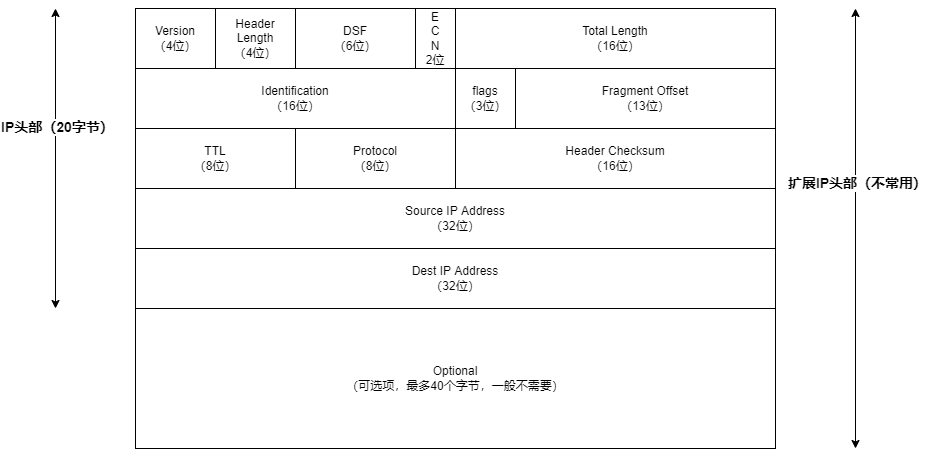 Version
(4位)
Header
Length
(4位)
DSF
(6位)
E
C
N
2位
Total Length
(16位)
Identification
(16位)
flags
(3位)
Fragment Offset
(13位)
IP头部（20字节）
TTL
(8位)
Protocol
(8位)
Header Checksum
(16位)
扩展IP头部（不常用）
Source IP Address
(32位)
Dest IP Address
(32位)
Optional
(可选项，最多40个字节，一般不需要)